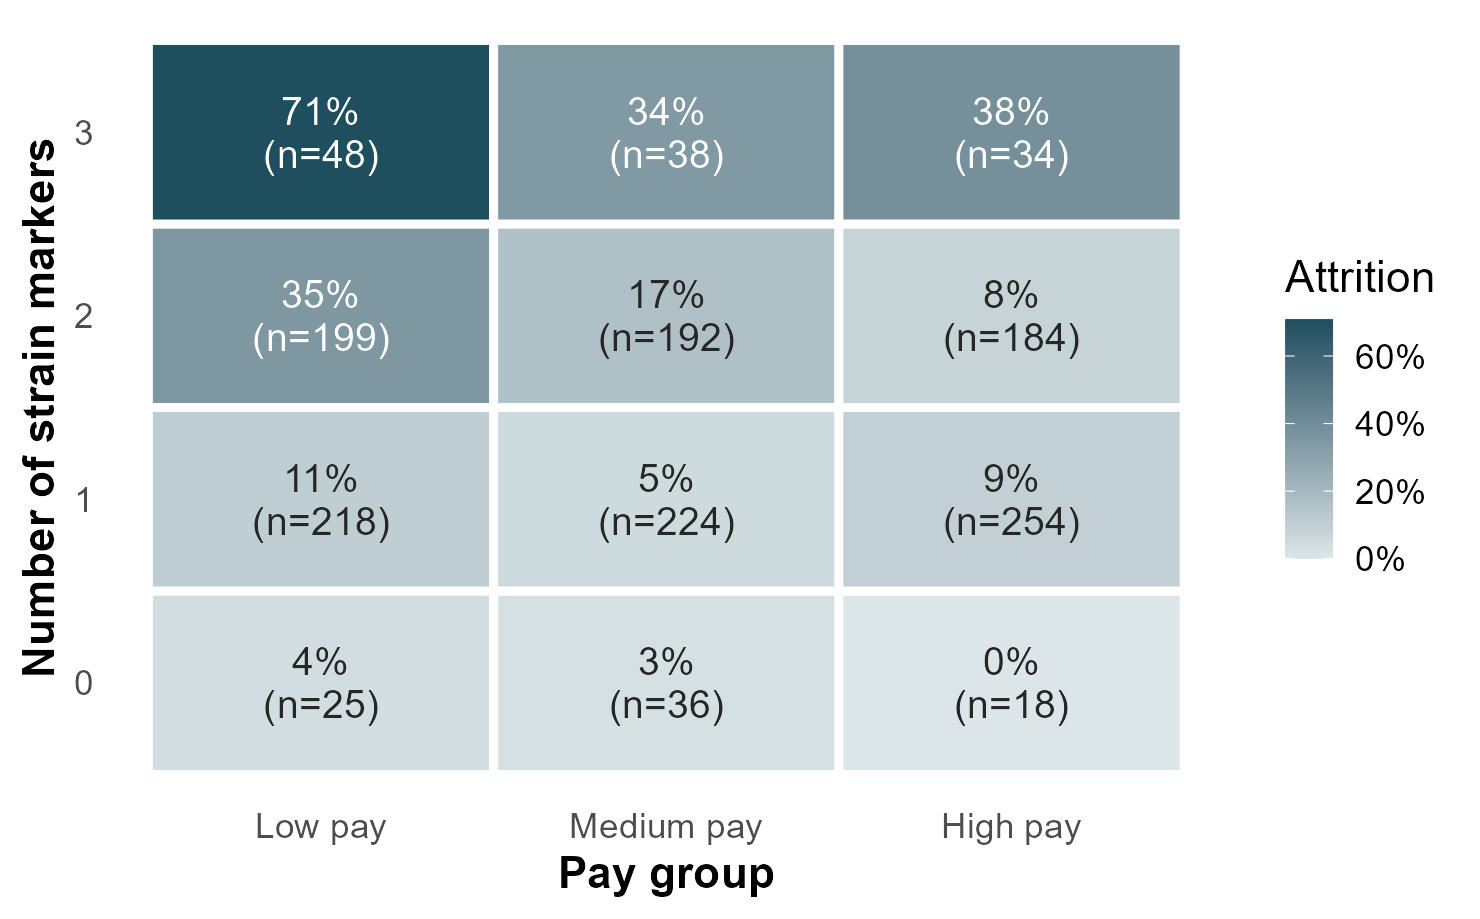 Number of strain markers
3
71%
(n=48)
34%
(n=38)
38%
(n=34)
2
35%
(n=199)
17%
(n=192)
8%
(n=184)
1
11%
(n=218)
5%
(n=224)
9%
(n=254)
0
4%
(n=25)
3%
(n=36)
0%
(n=18)
Low pay
Medium pay
High pay
Pay group
Attrition
60%
40%
20%
0%